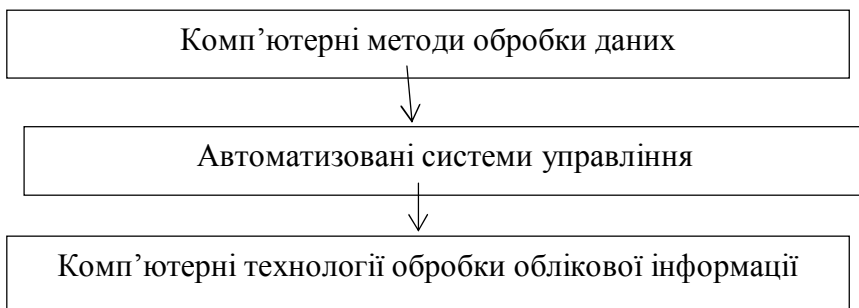 Комп’ютерні методи обробки даних
Автоматизовані системи управління
Комп’ютерні технології обробки облікової інформації